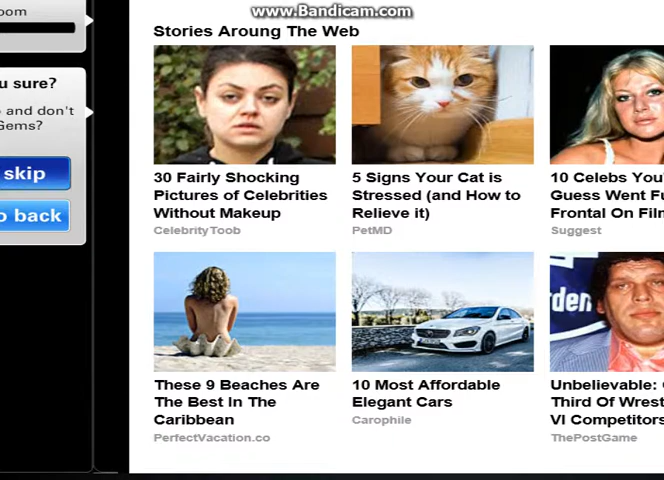 www.Bandicam.com
oom
Stories Aroung The Web
u sure?
o and don't
Gems?
skip
o back
30 Fairly Shocking
Pictures of Celebrities
Without Makeup
CelebrityToob
5 Signs Your Cat is
Stressed (and How to
Relieve it)
PetMD
10 Celebs You'
Guess Went Fu
Frontal On Film
Suggest
rden
These 9 Beaches Are
The Best In The
Caribbean
PerfectVacation.co
10 Most Affordable
Elegant Cars
Carophile
Unbelievable:
Third Of Wrest
VI Competitors
ThePostGame